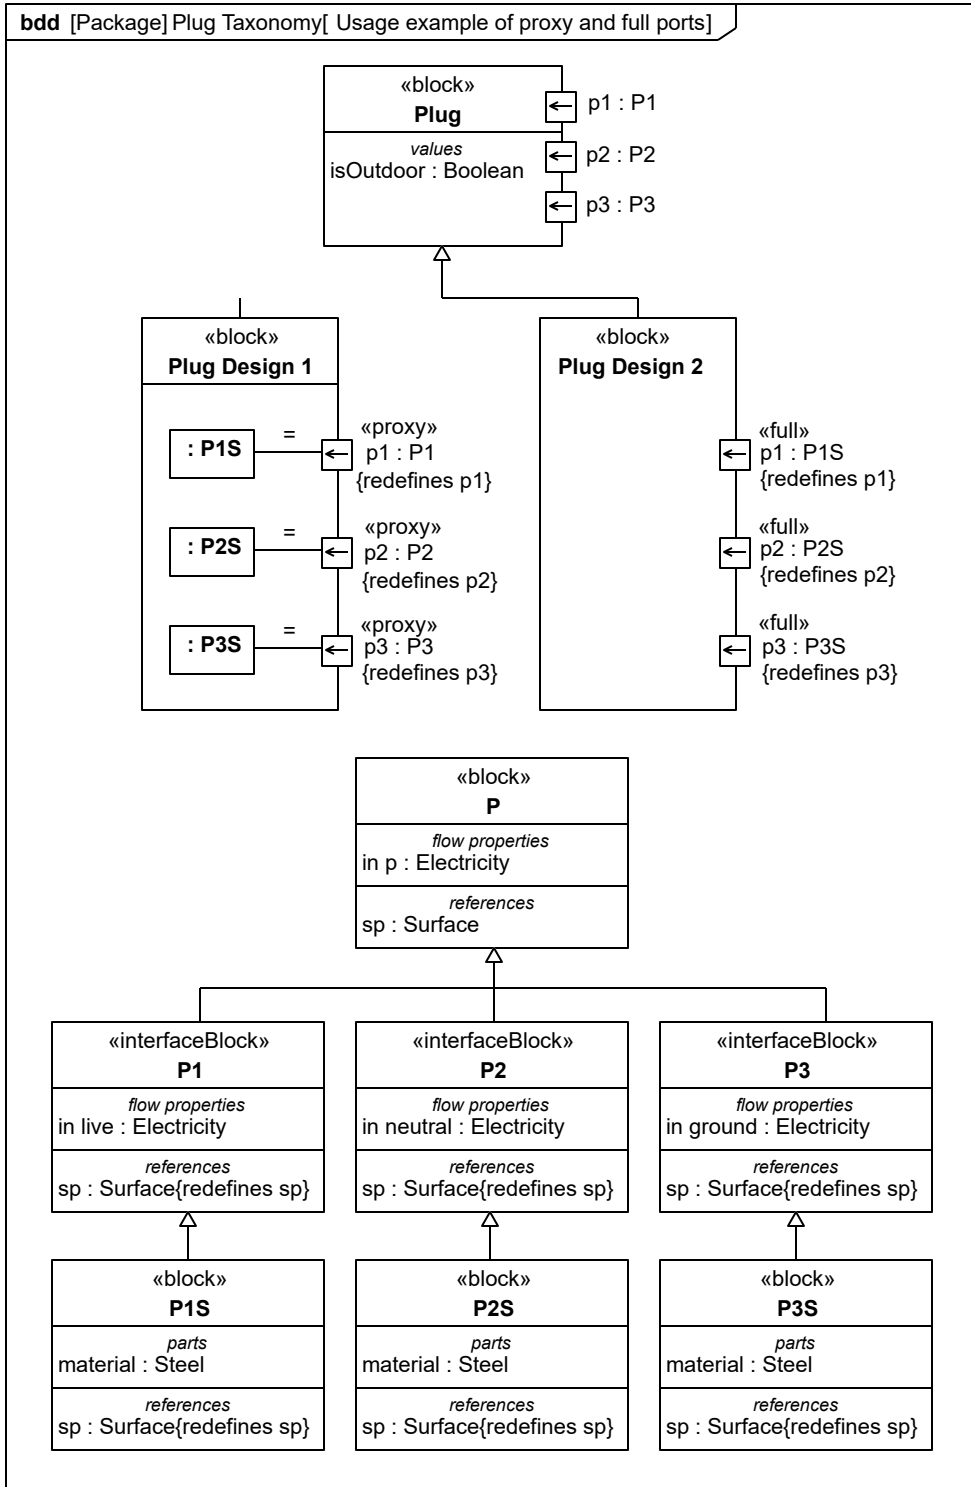 bdd [Package] Plug Taxonomy[ Usage example of proxy and full ports]
«block»
Plug
values
isOutdoor : Boolean
p1 : P1
p2 : P2
p3 : P3
«block»
Plug Design 1
: P1S
=
«proxy»
p1 : P1
{redefines p1}
: P2S
=
«proxy»
p2 : P2
{redefines p2}
: P3S
=
«proxy»
p3 : P3
{redefines p3}
«block»
Plug Design 2
«full»
p1 : P1S
{redefines p1}
«full»
p2 : P2S
{redefines p2}
«full»
p3 : P3S
{redefines p3}
«block»
P
flow properties
in p : Electricity
references
sp : Surface
«interfaceBlock»
P1
flow properties
in live : Electricity
references
sp : Surface{redefines sp}
«interfaceBlock»
P2
flow properties
in neutral : Electricity
references
sp : Surface{redefines sp}
«interfaceBlock»
P3
flow properties
in ground : Electricity
references
sp : Surface{redefines sp}
«block»
P1S
parts
material : Steel
references
sp : Surface{redefines sp}
«block»
P2S
parts
material : Steel
references
sp : Surface{redefines sp}
«block»
P3S
parts
material : Steel
references
sp : Surface{redefines sp}